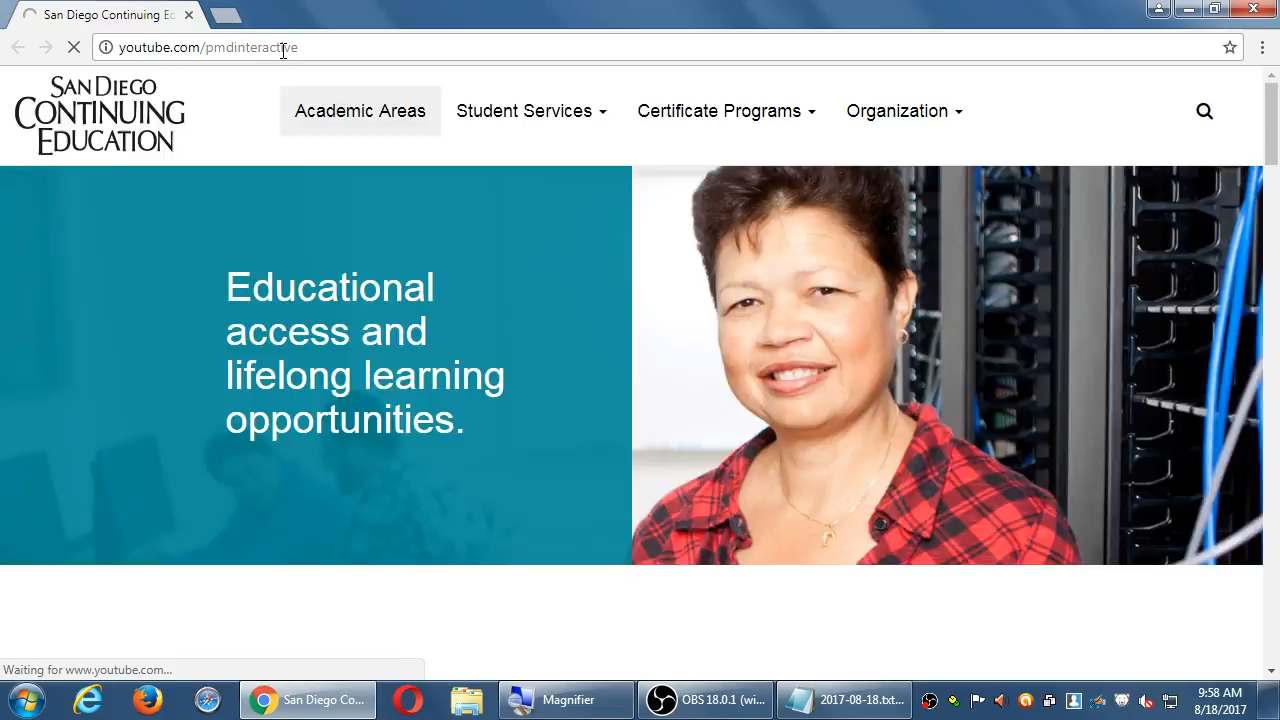 San Diego Continuing Ec
youtube.com/pmdinteractive
SAN DIEGO
CONTINUING
EDUCATION
Academic Areas
Student Services
Certificate Programs
Organization
Educational
access and
lifelong learning
opportunities.
Waiting for www.youtube.com...
San Diego Co...
Magnifier
OBS 18.0.1 (wi...
2017-08-18.txt...
9:58 AM
8/18/2017